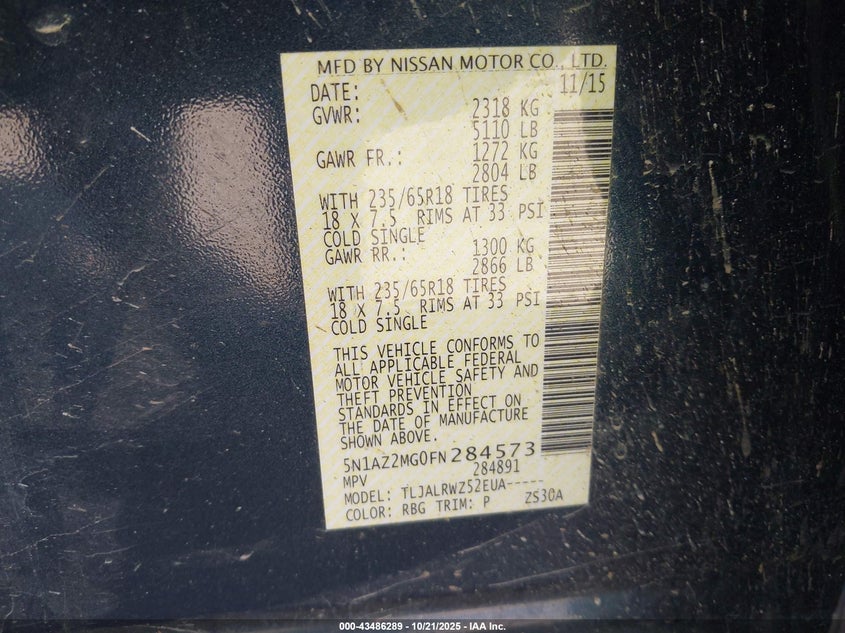 MFD BY NISSAN MOTOR CO., LTD.
DATE: 11/15
GVWR: 2318 KG
5110 LB
GAWR FR.: 1272 KG
2804 LB
WITH 235/65R18 TIRES
18 X 7.5 RIMS AT 33 PSI
COLD SINGLE
GAWR RR.: 1300 KG
2866 LB
WITH 235/65R18 TIRES
18 X 7.5 RIMS AT 33 PSI
COLD SINGLE
THIS VEHICLE CONFORMS TO
ALL APPLICABLE FEDERAL
MOTOR VEHICLE SAFETY AND
THEFT PREVENTION
STANDARDS IN EFFECT ON
THE DATE OF MANUFACTURE
SHOWN ABOVE.
5N1AZ2MG0FN284573
MPV 284891
MODEL: TLJALRWZ52EUA-----
COLOR: RBG TRIM: P ZS30A
000-43486289 - 10/21/2025 - IAA Inc.